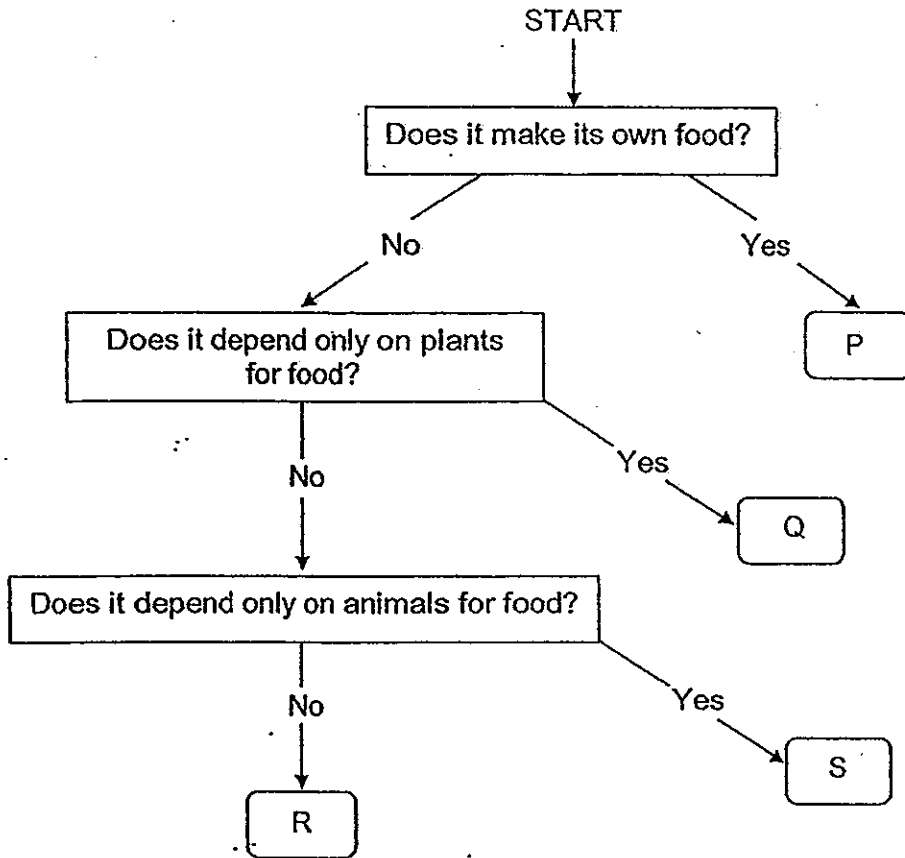 START
Does it make its own food?
No
Yes
Does it depend only on plants
for food?
P
No
Yes
Q
Does it depend only on animals for food?
No
Yes
S
R